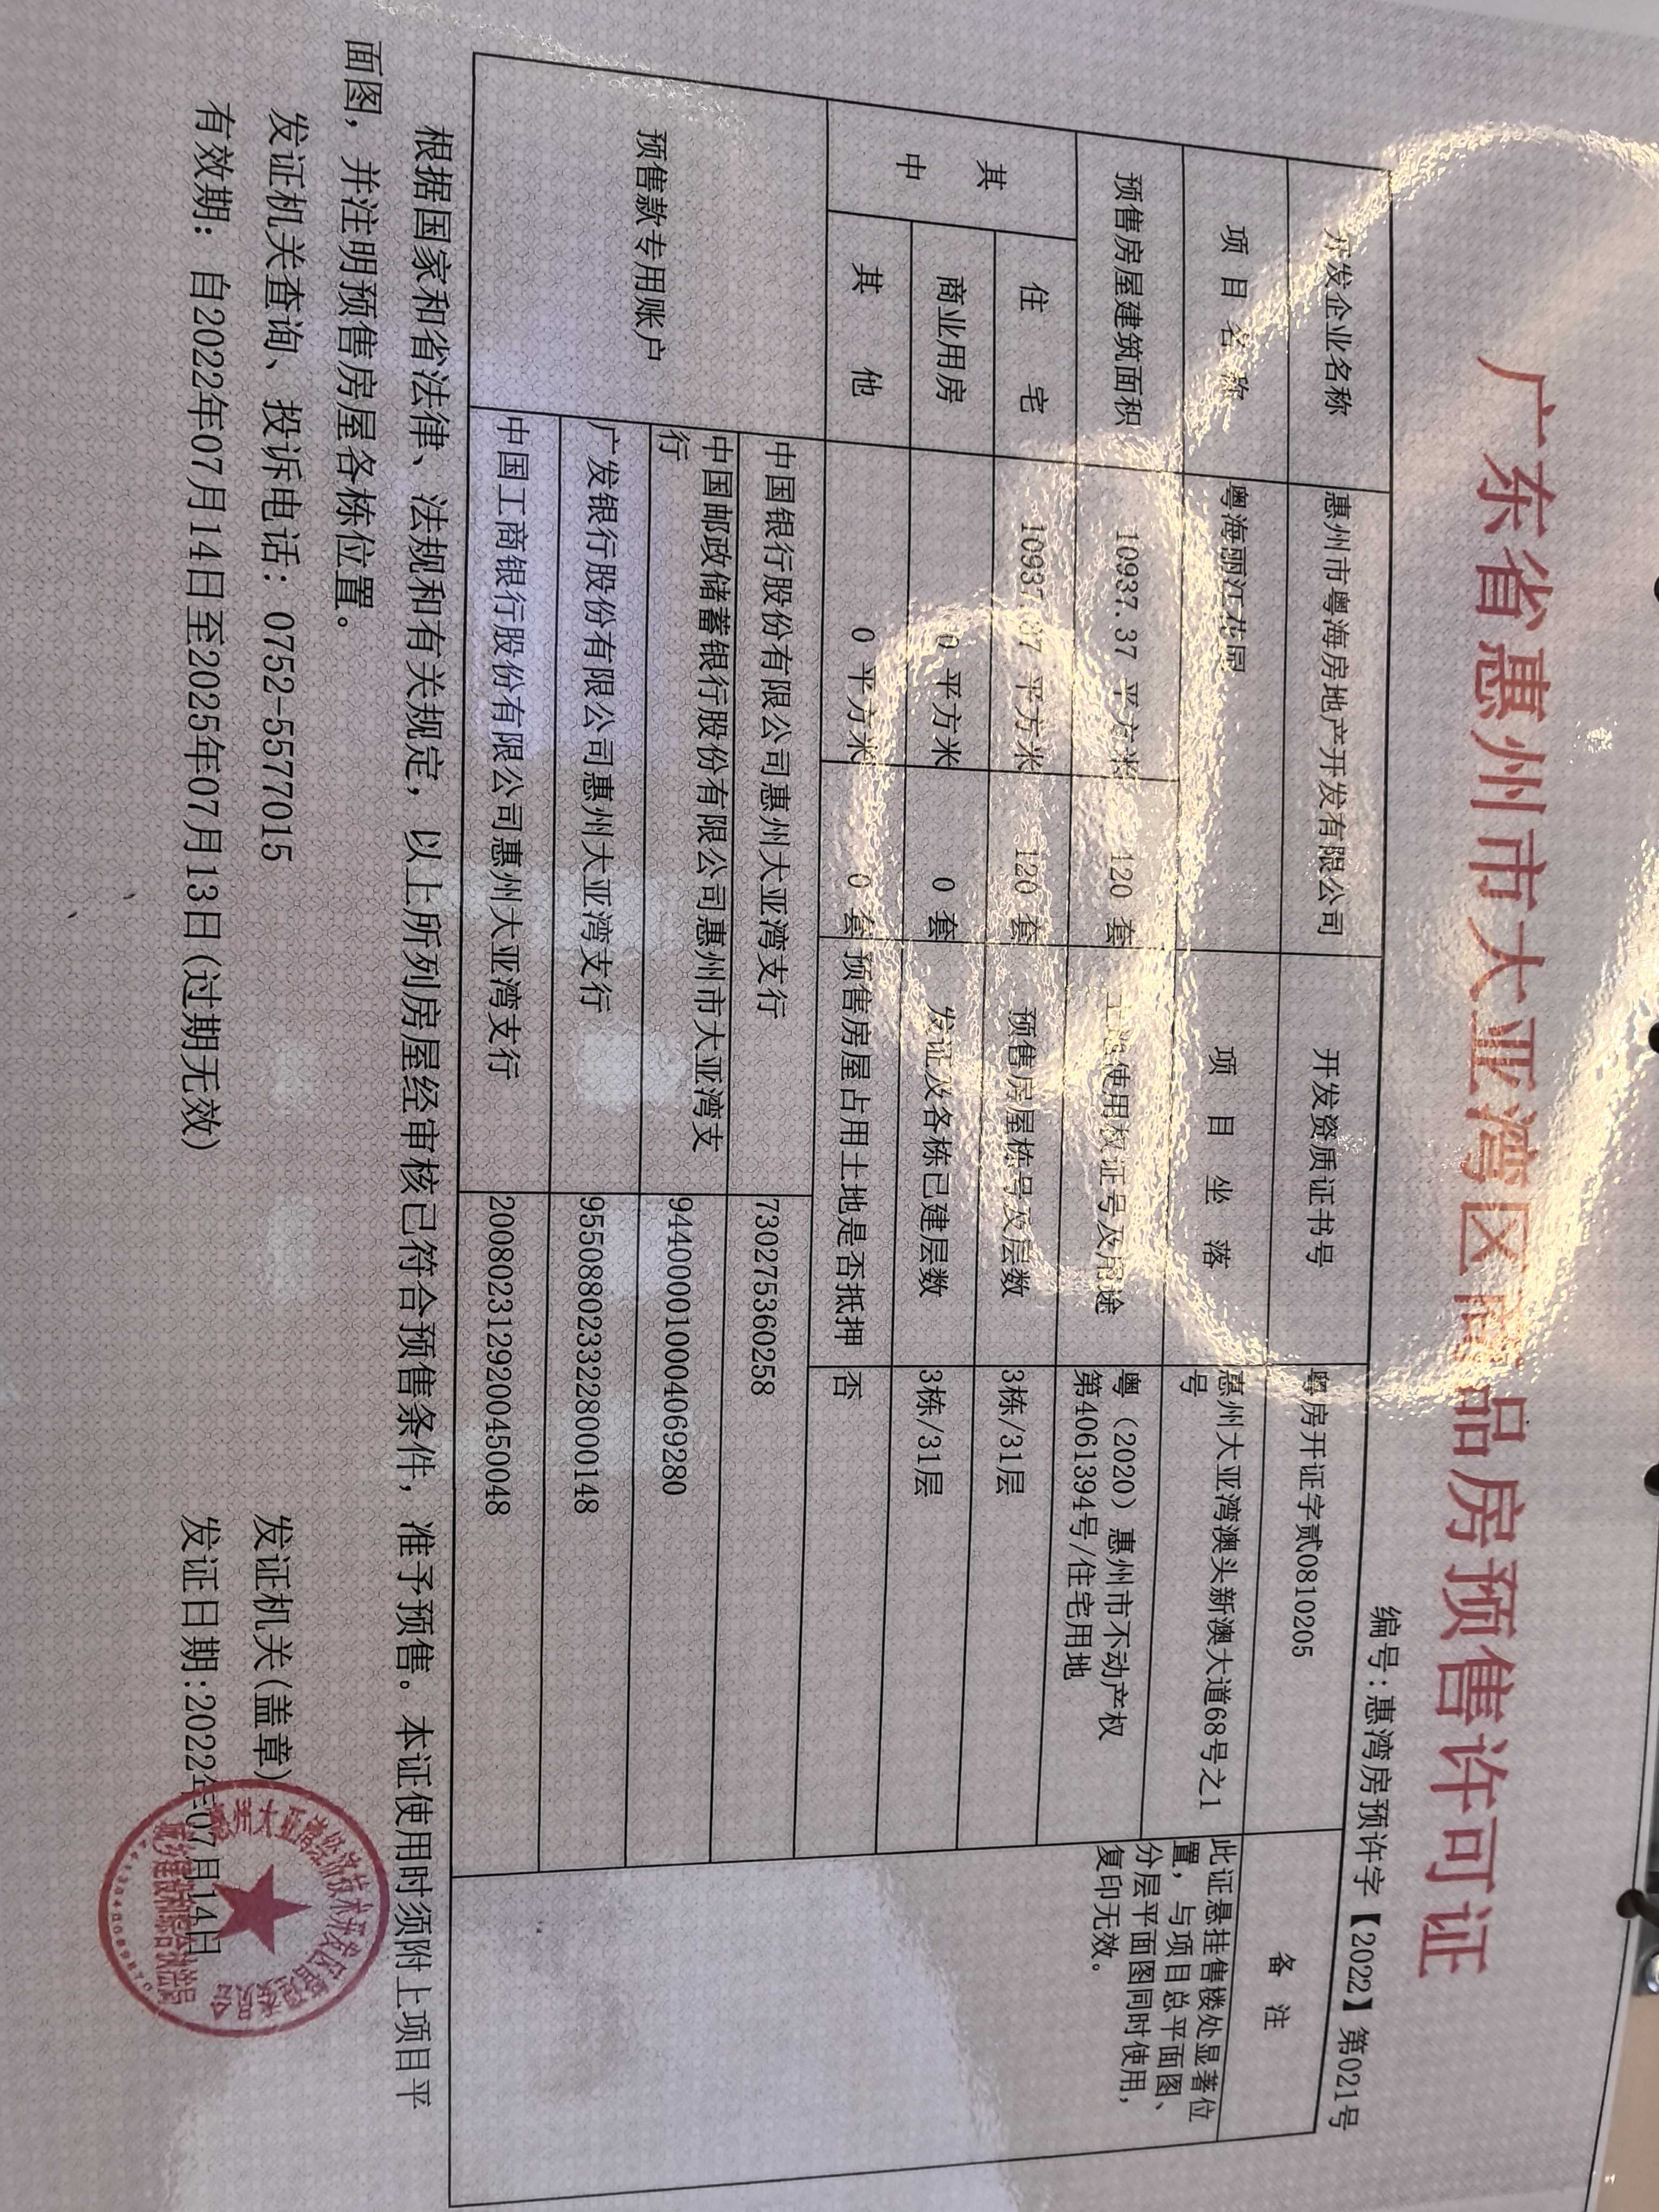 广东省惠州市大亚湾区商品房预售许可证
编号:惠湾房预许字【2022】第021号
开发企业名称 惠州市粤海房地产开发有限公司 开发资质证书号 粤房开证字贰0810205 备 注
项 目 名 称 粤海丽江花园 项 目 坐 落 惠州大亚湾澳头新澳大道68号之1号
此证悬挂售楼处显著位
置,与项目总平面图、
分层平面图同时使用,
复印无效。
预售房屋建筑面积 10937.37 平方米 120 套 土地使用权证号及用途 粤（2020）惠州市不动产权
第4061394号/住宅用地
其中 住 宅 10937.37 平方米 120 套 预售房屋栋号及层数 3栋/31层
商业用房 0 平方米 0 套 发证及各栋已建层数 3栋/31层
其 他 0 平方米 0 套 预售房屋占用土地是否抵押 否
预售款专用账户 中国银行股份有限公司惠州大亚湾支行 730275360258
中国邮政储蓄银行股份有限公司惠州市大亚湾支
行 944000010004069280
广发银行股份有限公司惠州大亚湾支行 9550880233228000148
中国工商银行股份有限公司惠州大亚湾支行 2008023129200450048
根据国家和省法律、法规和有关规定，以上所列房屋经审核已符合预售条件，准予预售。本证使用时须附上项目平
面图，并注明预售房屋各栋位置。
发证机关查询、投诉电话：0752-5577015 发证机关(盖章)
有效期：自2022年07月14日至2025年07月13日(过期无效) 发证日期:2022年07月14日
惠州大亚湾经济技术开发区管理委员会